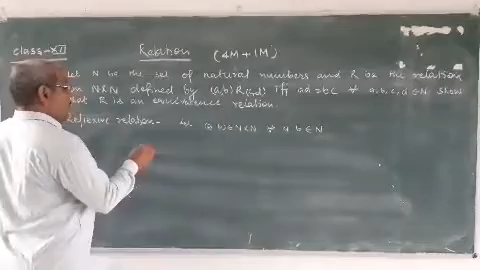 class-XII Relation (4M+1M)
Let N be the set of natural numbers and R be the relation
on N×N defined by (a,b)R(c,d) Iff ad=bc ∀ a,b,c,d ∈N show
that R is an equivalence relation.
Reflexive relation- b ∈ N×N ∀ a b ∈ N